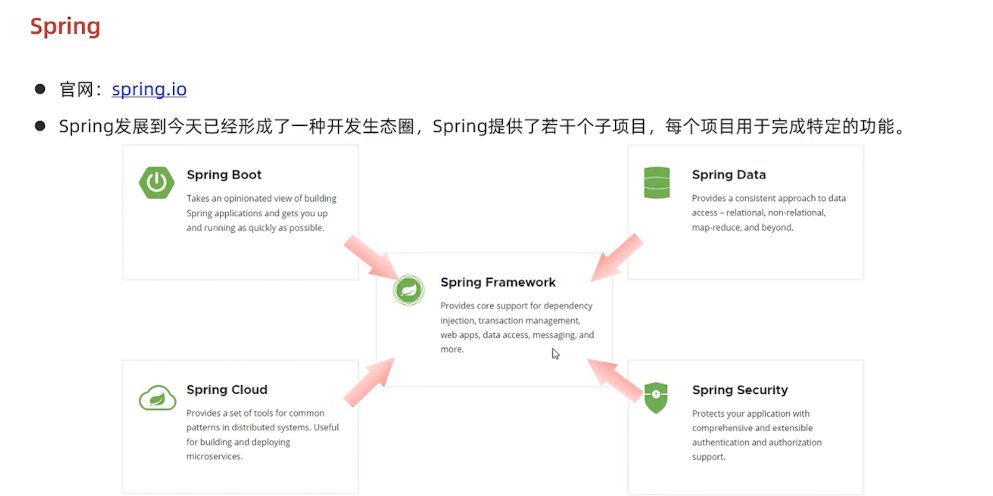 Spring
官网：spring.io
Spring发展到今天已经形成了一种开发生态圈，Spring提供了若干个子项目，每个项目用于完成特定的功能。
Spring Boot
Takes an opinionated view of building
Spring applications and gets you up
and running as quickly as possible.
Spring Data
Provides a consistent approach to data
access – relational, non-relational,
map-reduce, and beyond.
Spring Framework
Provides core support for dependency
injection, transaction management,
web apps, data access, messaging, and
more.
Spring Cloud
Provides a set of tools for common
patterns in distributed systems. Useful
for building and deploying
microservices.
Spring Security
Protects your application with
comprehensive and extensible
authentication and authorization
support.